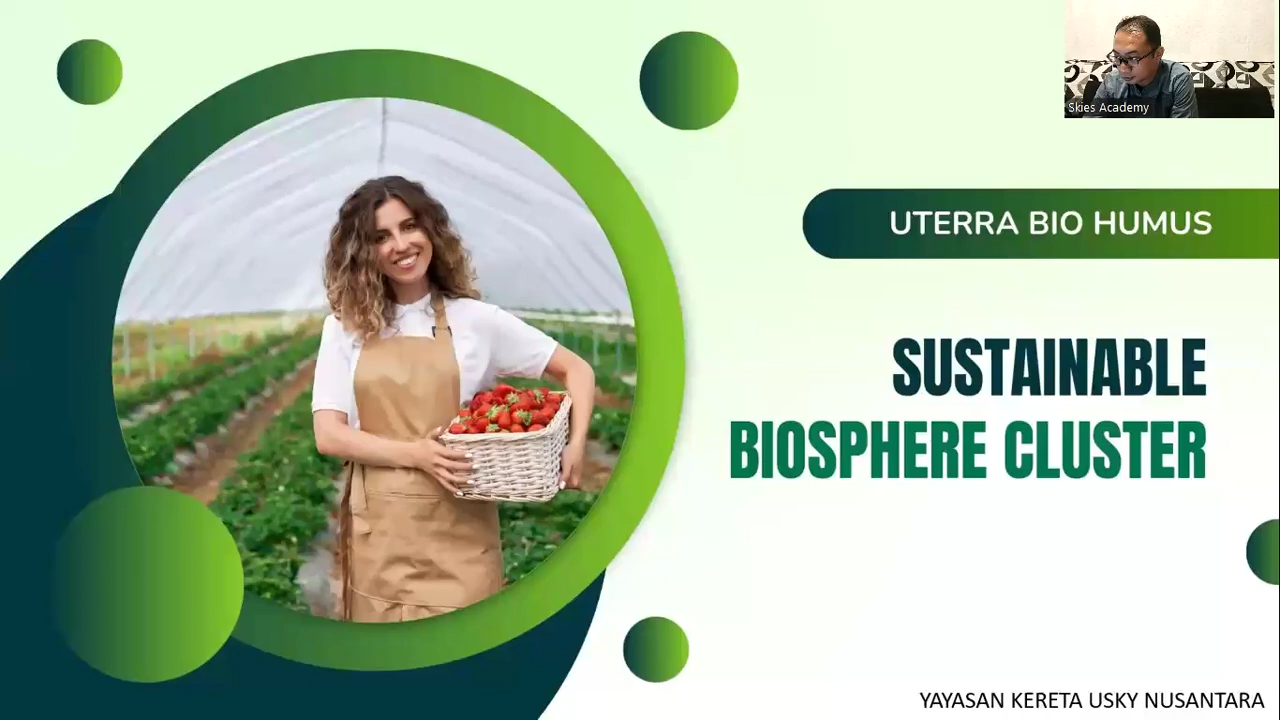 Skies Academy
UTERRA BIO HUMUS
SUSTAINABLE
BIOSPHERE CLUSTER
YAYASAN KERETA USKY NUSANTARA